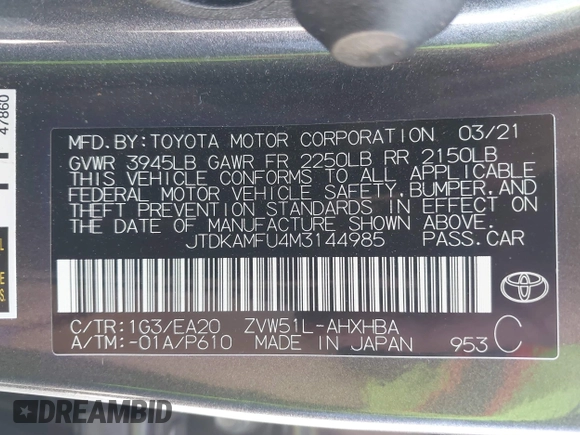 47860
MFD. BY: TOYOTA MOTOR CORPORATION 03/21
GVWR 3945LB GAWR FR 2250LB RR 2150LB
THIS VEHICLE CONFORMS TO ALL APPLICABLE
FEDERAL MOTOR VEHICLE SAFETY, BUMPER, AND
THEFT PREVENTION STANDARDS IN EFFECT ON
THE DATE OF MANUFACTURE SHOWN ABOVE.
JTDKAMFU4M3144985 PASS. CAR
C/TR: 1G3/EA20 ZVW51L-AHXHBA
A/TM: -01A/P610 MADE IN JAPAN 953 C
DREAMBID